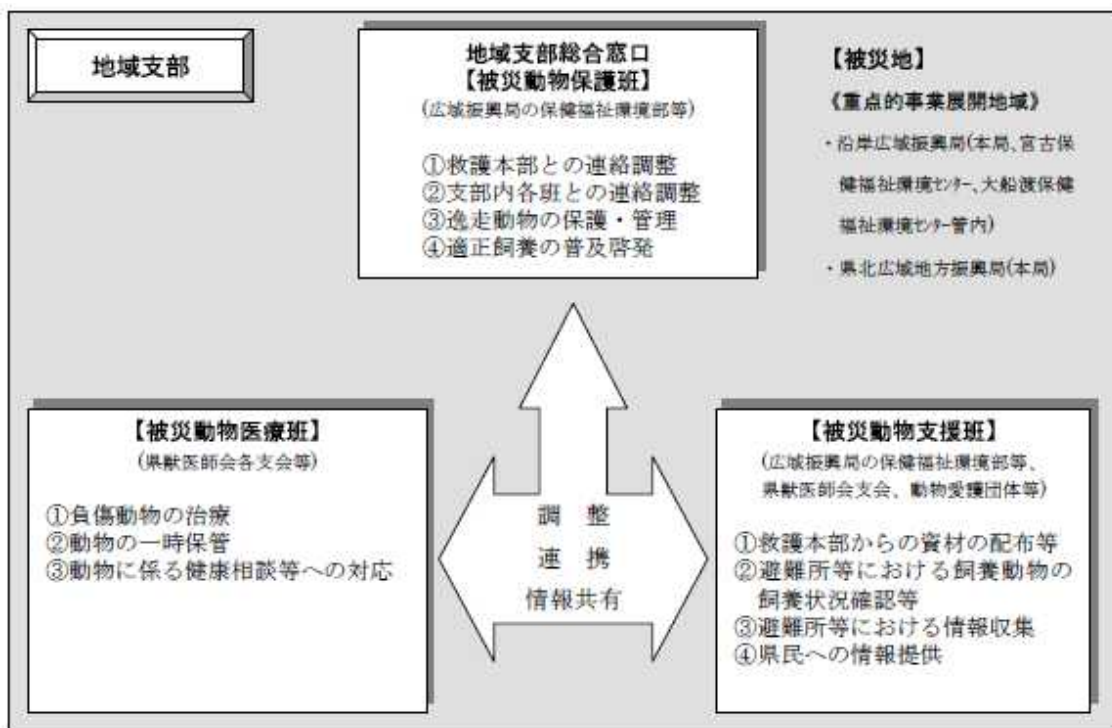 地域支部
地域支部総合窓口
【被災動物保護班】
(広域振興局の保健福祉環境部等)
①救護本部との連絡調整
②支部内各班との連絡調整
③逸走動物の保護・管理
④適正飼養の普及啓発
【被災地】
《重点的事業展開地域》
・沿岸広域振興局(本局、宮古保
健福祉環境ｾﾝﾀｰ、大船渡保健
福祉環境ｾﾝﾀｰ管内)
・県北広域地方振興局(本局)
【被災動物医療班】
(県獣医師会各支会等)
①負傷動物の治療
②動物の一時保管
③動物に係る健康相談等への対応
調 整
連 携
情報共有
【被災動物支援班】
(広域振興局の保健福祉環境部等、
県獣医師会支会、動物愛護団体等)
①救護本部からの資材の配布等
②避難所等における飼養動物の
飼養状況確認等
③避難所等における情報収集
④県民への情報提供